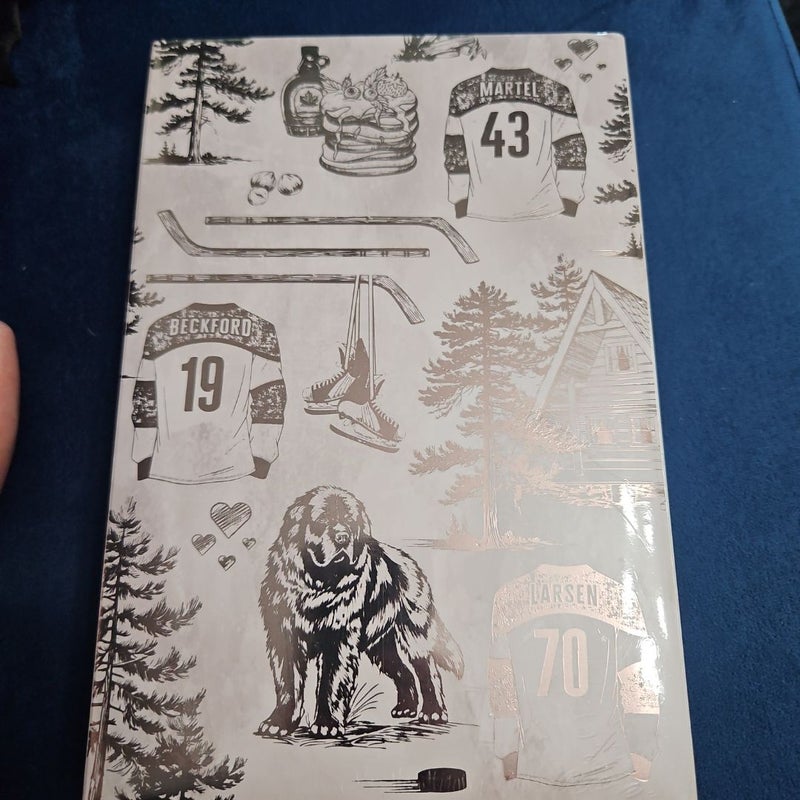 MARTEL
43
BECKFORD
19
LARSEN
70